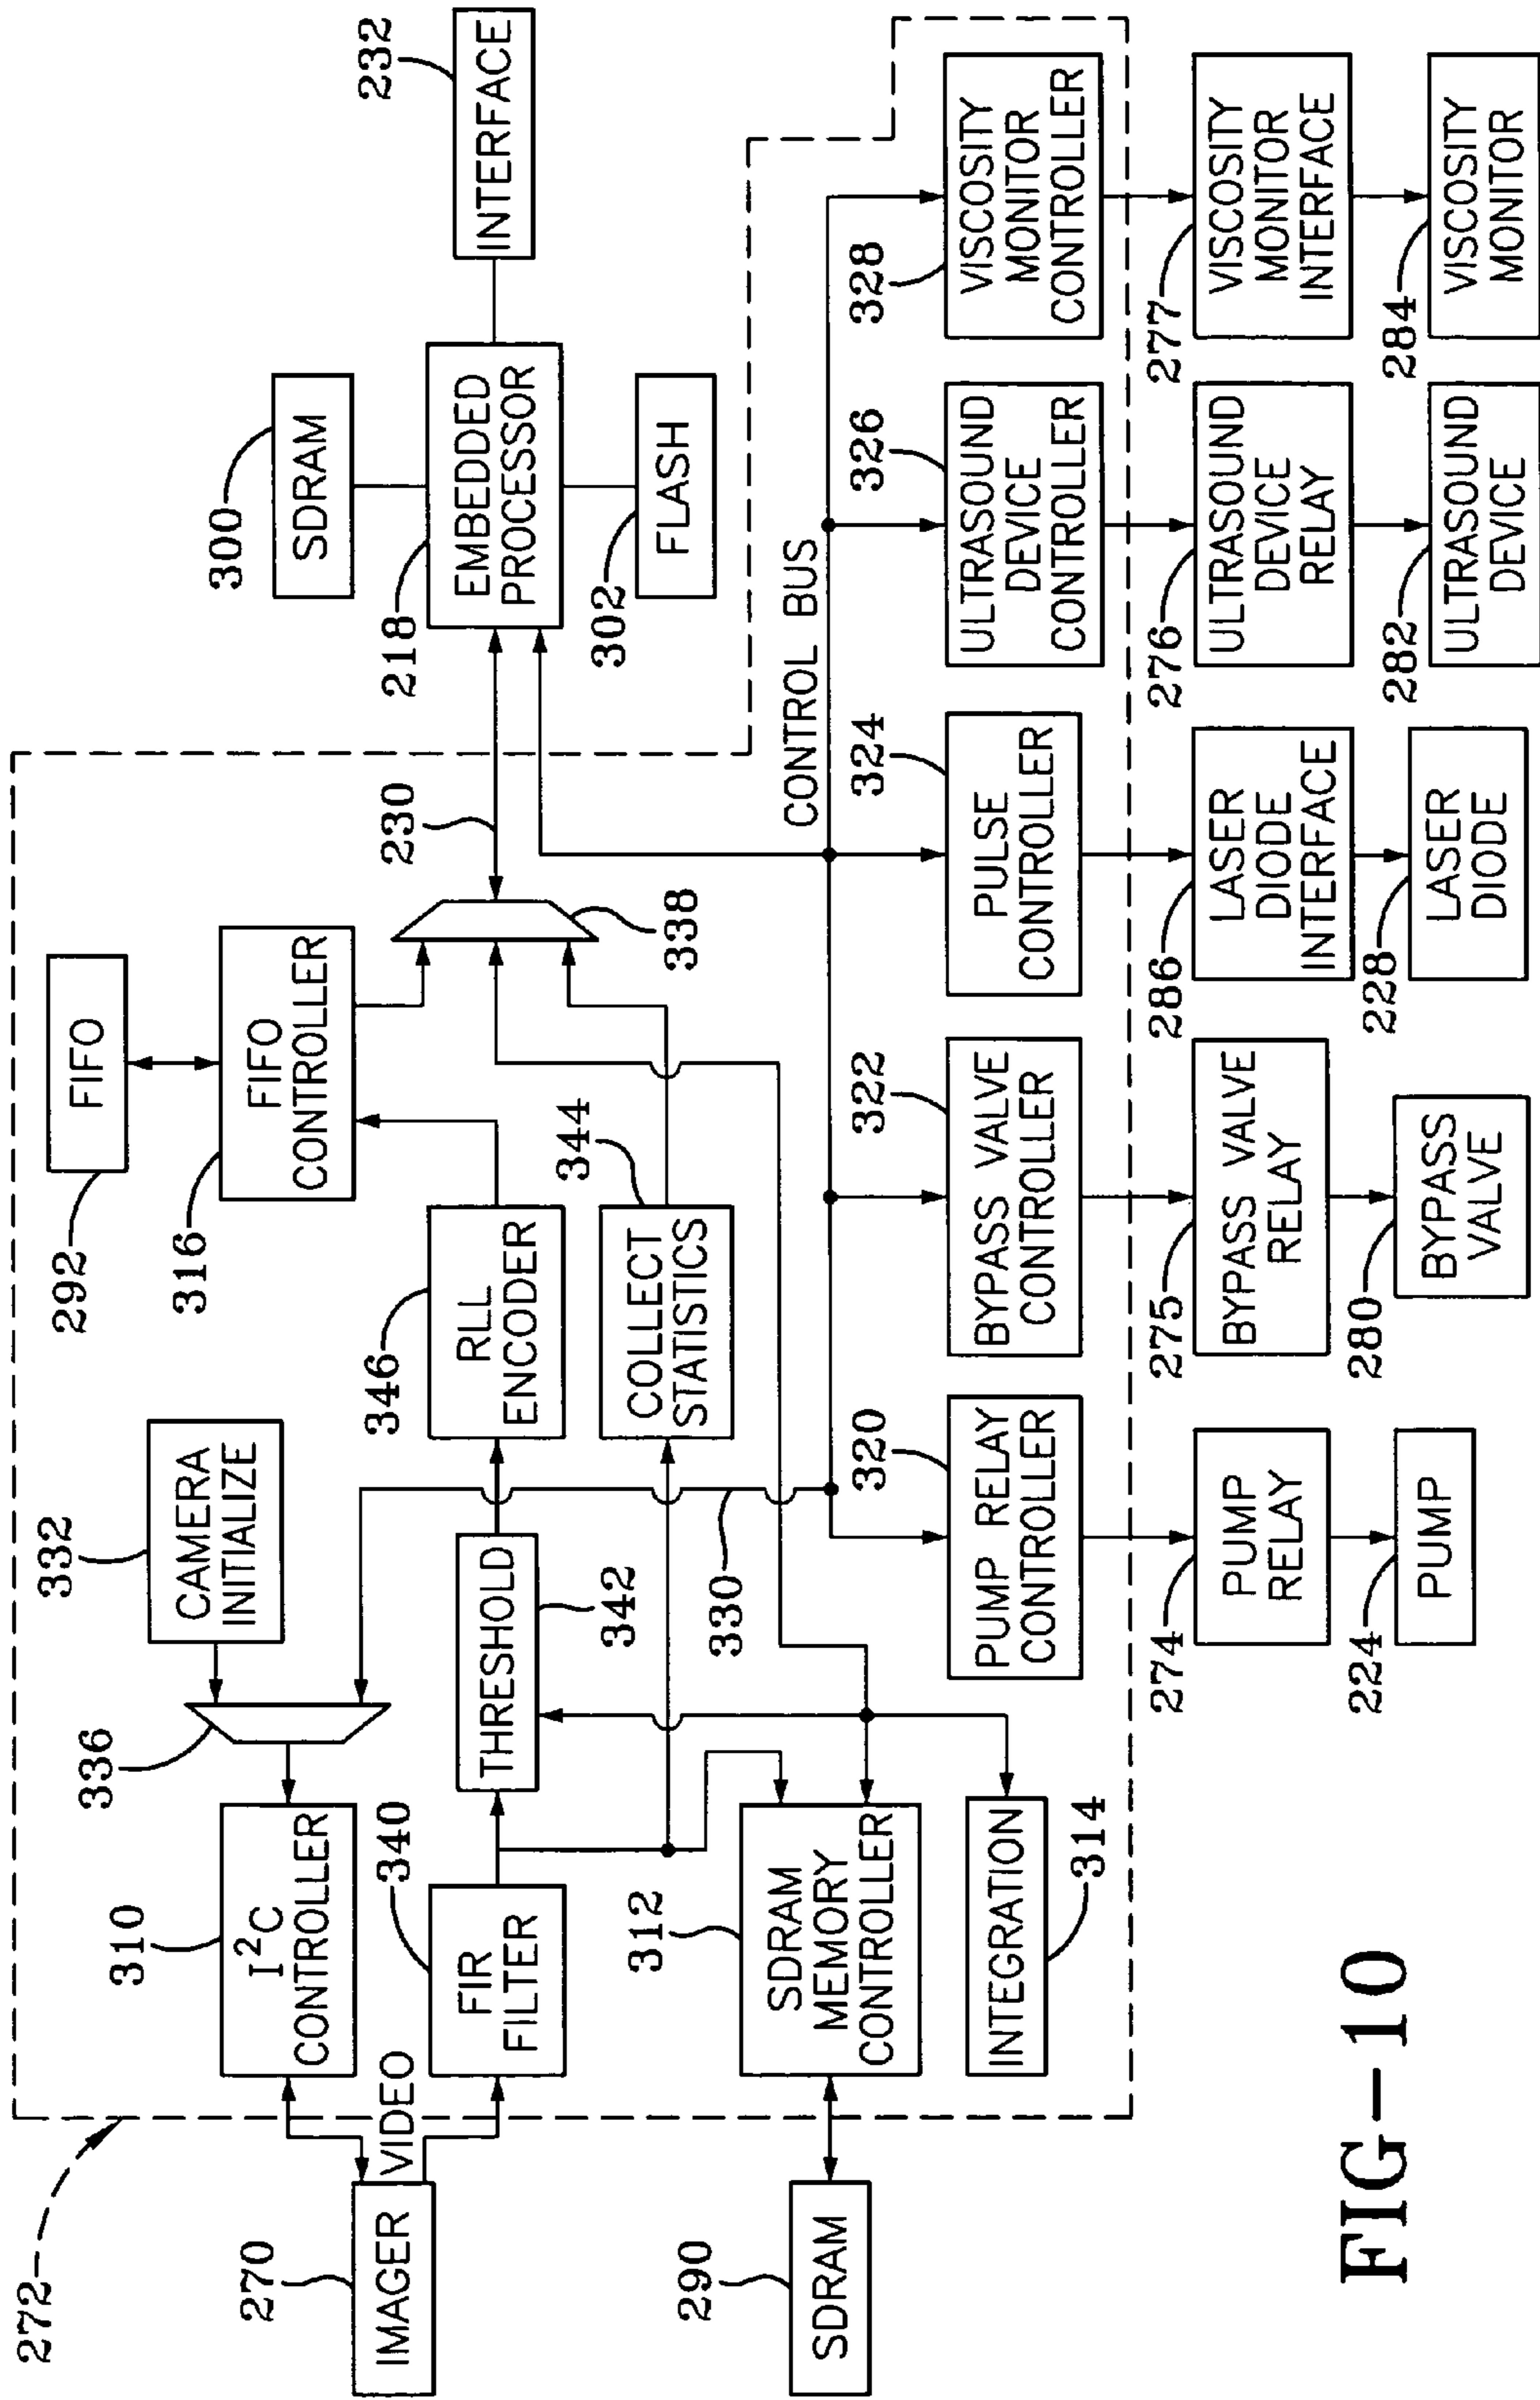 272
332
CAMERA
INITIALIZE
292
FIFO
300
SDRAM
232
INTERFACE
336
310
I²C
CONTROLLER
316
FIFO
CONTROLLER
218
EMBEDDED
PROCESSOR
270
IMAGER
VIDEO
340
FIR
FILTER
THRESHOLD
342
346
RLL
ENCODER
338
230
302
FLASH
344
COLLECT
STATISTICS
330
290
SDRAM
312
SDRAM
MEMORY
CONTROLLER
CONTROL BUS
INTEGRATION
314
320
PUMP RELAY
CONTROLLER
322
BYPASS VALVE
CONTROLLER
324
PULSE
CONTROLLER
326
ULTRASOUND
DEVICE
CONTROLLER
328
VISCOSITY
MONITOR
CONTROLLER
274
PUMP
RELAY
275
BYPASS VALVE
RELAY
286
LASER
DIODE
INTERFACE
276
ULTRASOUND
DEVICE
RELAY
277
VISCOSITY
MONITOR
INTERFACE
224
PUMP
280
BYPASS
VALVE
228
LASER
DIODE
282
ULTRASOUND
DEVICE
284
VISCOSITY
MONITOR
FIG-10